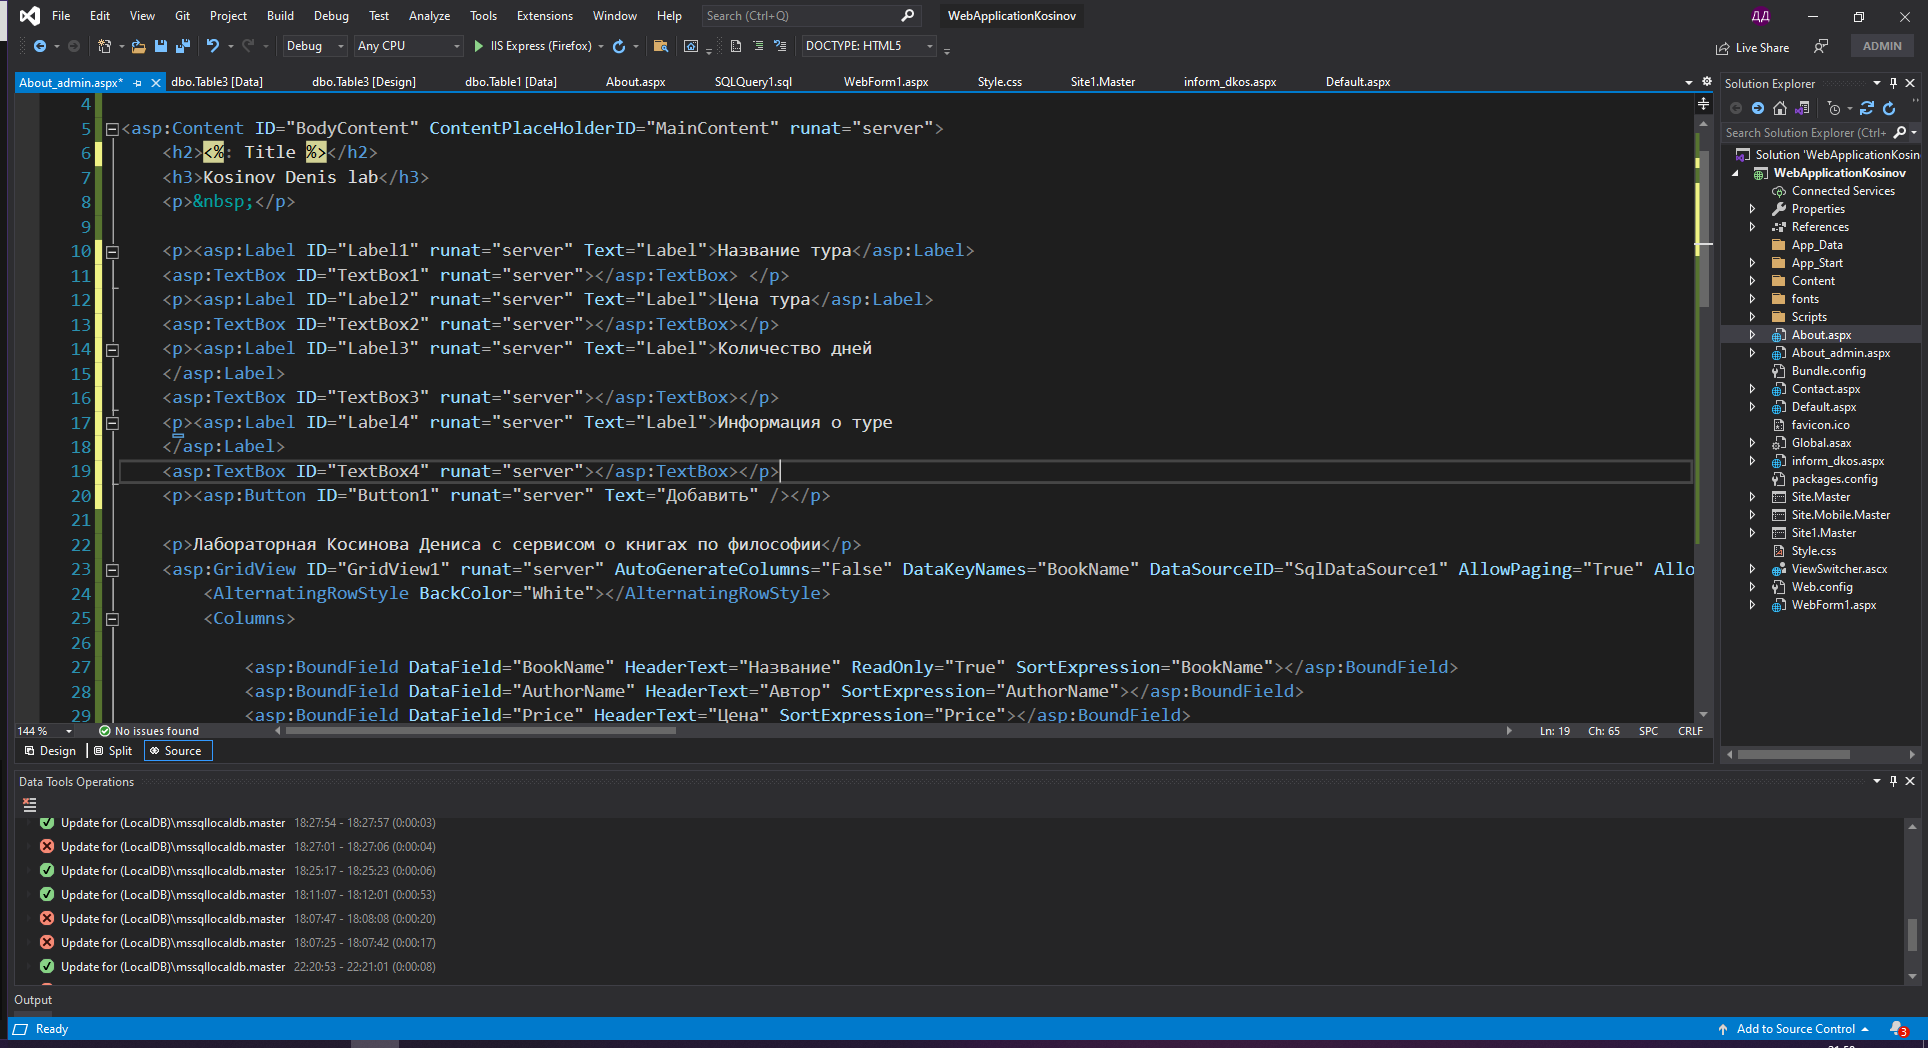 File Edit View Git Project Build Debug Test Analyze Tools Extensions Window Help Search (Ctrl+Q) WebApplicationKosinov ДД
Debug Any CPU IIS Express (Firefox) DOCTYPE: HTML5 Live Share ADMIN
About_admin.aspx* dbo.Table3 [Data] dbo.Table3 [Design] dbo.Table1 [Data] About.aspx SQLQuery1.sql WebForm1.aspx Style.css Site1.Master inform_dkos.aspx Default.aspx
4
5 <asp:Content ID="BodyContent" ContentPlaceHolderID="MainContent" runat="server">
6 <h2><%: Title %></h2>
7 <h3>Kosinov Denis lab</h3>
8 <p>&nbsp;</p>
9
10 <p><asp:Label ID="Label1" runat="server" Text="Label">Название тура</asp:Label>
11 <asp:TextBox ID="TextBox1" runat="server"></asp:TextBox> </p>
12 <p><asp:Label ID="Label2" runat="server" Text="Label">Цена тура</asp:Label>
13 <asp:TextBox ID="TextBox2" runat="server"></asp:TextBox></p>
14 <p><asp:Label ID="Label3" runat="server" Text="Label">Количество дней
15 </asp:Label>
16 <asp:TextBox ID="TextBox3" runat="server"></asp:TextBox></p>
17 <p><asp:Label ID="Label4" runat="server" Text="Label">Информация о туре
18 </asp:Label>
19 <asp:TextBox ID="TextBox4" runat="server"></asp:TextBox></p>
20 <p><asp:Button ID="Button1" runat="server" Text="Добавить" /></p>
21
22 <p>Лабораторная Косинова Дениса с сервисом о книгах по философии</p>
23 <asp:GridView ID="GridView1" runat="server" AutoGenerateColumns="False" DataKeyNames="BookName" DataSourceID="SqlDataSource1" AllowPaging="True" Allo
24 <AlternatingRowStyle BackColor="White"></AlternatingRowStyle>
25 <Columns>
26
27 <asp:BoundField DataField="BookName" HeaderText="Название" ReadOnly="True" SortExpression="BookName"></asp:BoundField>
28 <asp:BoundField DataField="AuthorName" HeaderText="Автор" SortExpression="AuthorName"></asp:BoundField>
29 <asp:BoundField DataField="Price" HeaderText="Цена" SortExpression="Price"></asp:BoundField>
144 % No issues found Ln: 19 Ch: 65 SPC CRLF
Design Split Source
Solution Explorer
Search Solution Explorer (Ctrl+
Solution 'WebApplicationKosin
WebApplicationKosinov
Connected Services
Properties
References
App_Data
App_Start
Content
fonts
Scripts
About.aspx
About_admin.aspx
Bundle.config
Contact.aspx
Default.aspx
favicon.ico
Global.asax
inform_dkos.aspx
packages.config
Site.Master
Site.Mobile.Master
Site1.Master
Style.css
ViewSwitcher.ascx
Web.config
WebForm1.aspx
Data Tools Operations
Update for (LocalDB)\mssqllocaldb.master 18:27:54 - 18:27:57 (0:00:03)
Update for (LocalDB)\mssqllocaldb.master 18:27:01 - 18:27:06 (0:00:04)
Update for (LocalDB)\mssqllocaldb.master 18:25:17 - 18:25:23 (0:00:06)
Update for (LocalDB)\mssqllocaldb.master 18:11:07 - 18:12:01 (0:00:53)
Update for (LocalDB)\mssqllocaldb.master 18:07:47 - 18:08:08 (0:00:20)
Update for (LocalDB)\mssqllocaldb.master 18:07:25 - 18:07:42 (0:00:17)
Update for (LocalDB)\mssqllocaldb.master 22:20:53 - 22:21:01 (0:00:08)
Output
Ready Add to Source Control 3